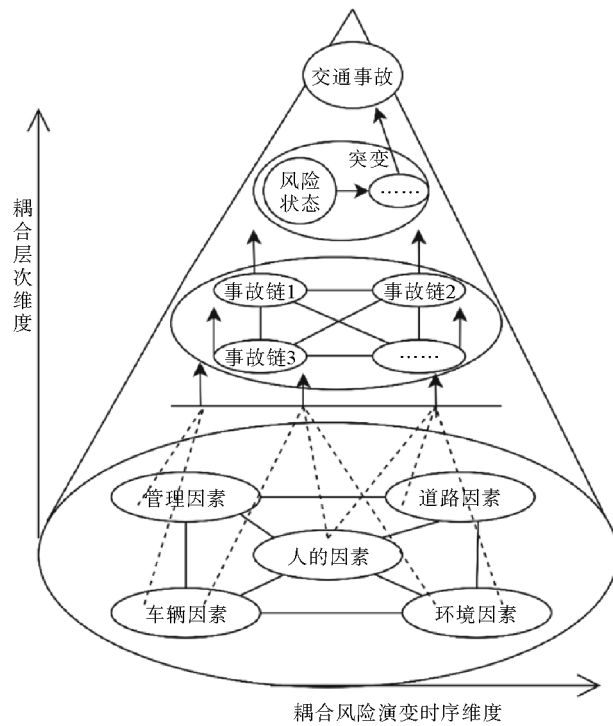 交通事故
突变
风险
状态
……
耦合层次维度
事故链1
事故链2
事故链3
……
管理因素
道路因素
人的因素
车辆因素
环境因素
耦合风险演变时序维度